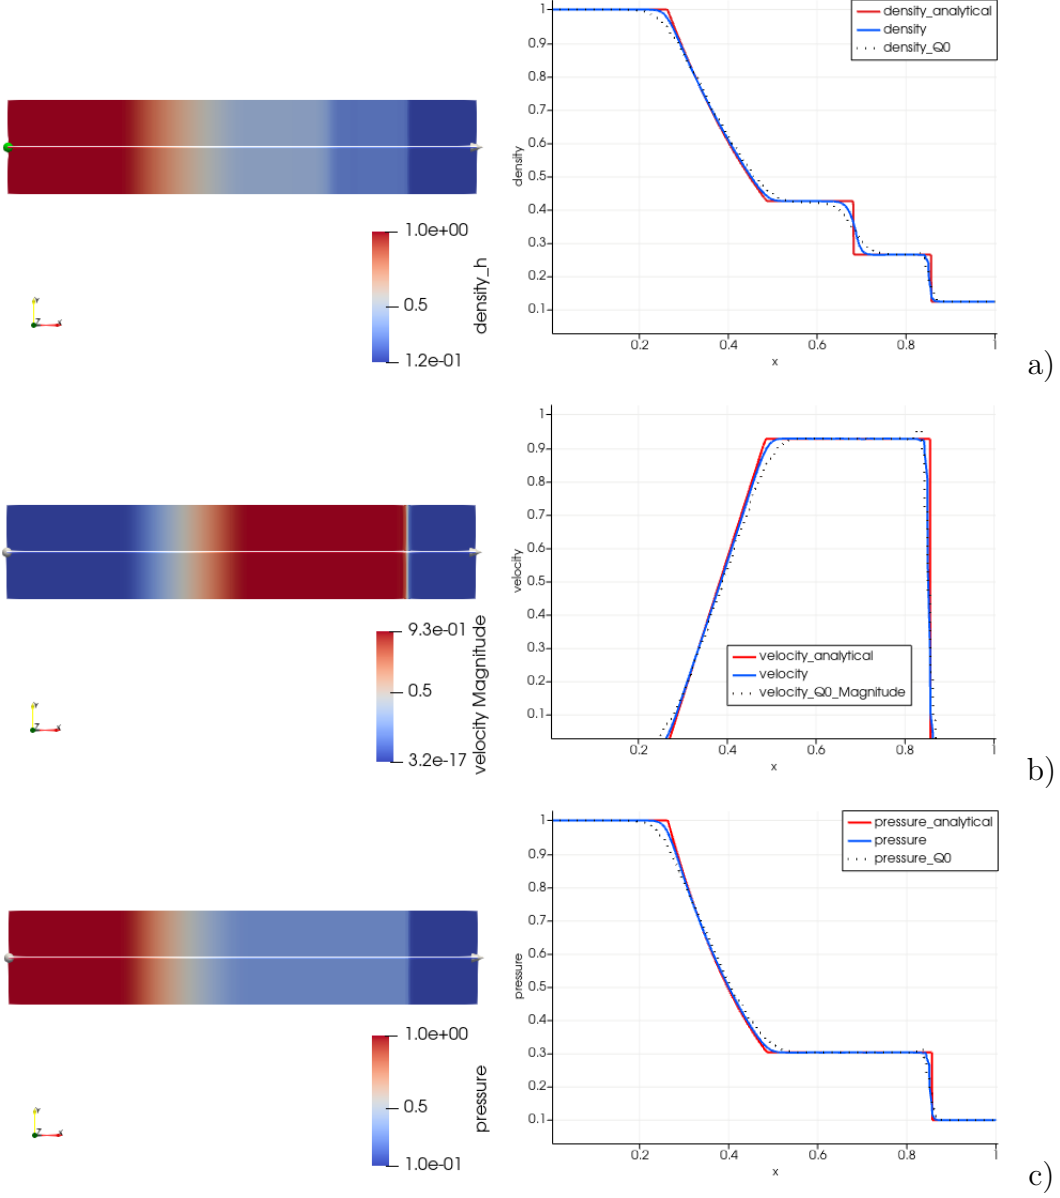 1
0.9
0.8
0.7
0.6
0.5
0.4
0.3
0.2
0.1
density
0.2 0.4 0.6 0.8 1
x
density_analytical
density
density_Q0
1.0e+00
0.5
1.2e-01
density_h
Y
Z X
a)
1
0.9
0.8
0.7
0.6
0.5
0.4
0.3
0.2
0.1
velocity
0.2 0.4 0.6 0.8 1
x
velocity_analytical
velocity
velocity_Q0_Magnitude
9.3e-01
0.5
3.2e-17
velocity Magnitude
Y
Z X
b)
1
0.9
0.8
0.7
0.6
0.5
0.4
0.3
0.2
0.1
pressure
0.2 0.4 0.6 0.8 1
x
pressure_analytical
pressure
pressure_Q0
1.0e+00
0.5
1.0e-01
pressure
Y
Z X
c)